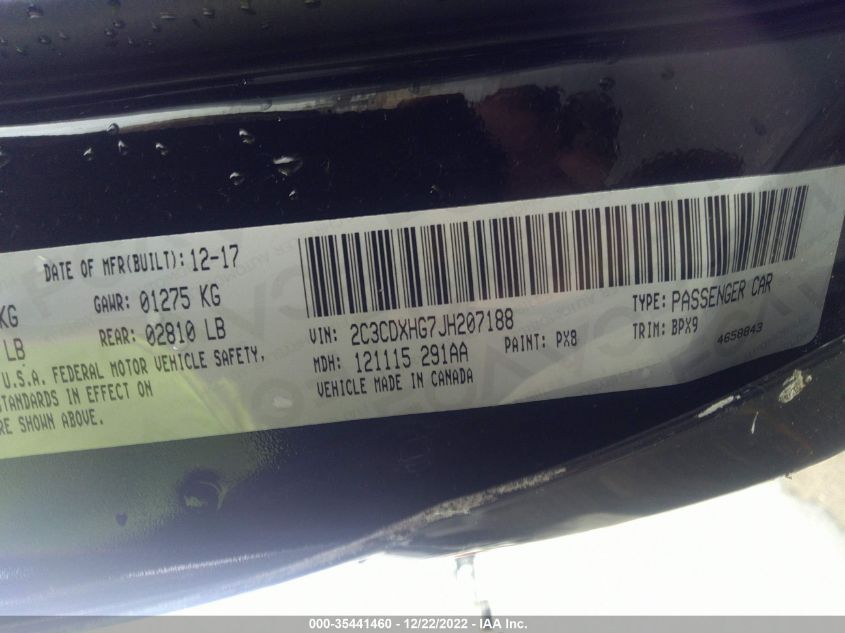 DATE OF MFR(BUILT): 12-17
KG GAWR: 01275 KG
LB REAR: 02810 LB
U.S.A. FEDERAL MOTOR VEHICLE SAFETY,
STANDARDS IN EFFECT ON
RE SHOWN ABOVE.
VIN: 2C3CDXHG7JH207188 TYPE: PASSENGER CAR
MDH: 121115 291AA PAINT: PX8 TRIM: BPX9
VEHICLE MADE IN CANADA 4658843
000-35441460 - 12/22/2022 - IAA Inc.